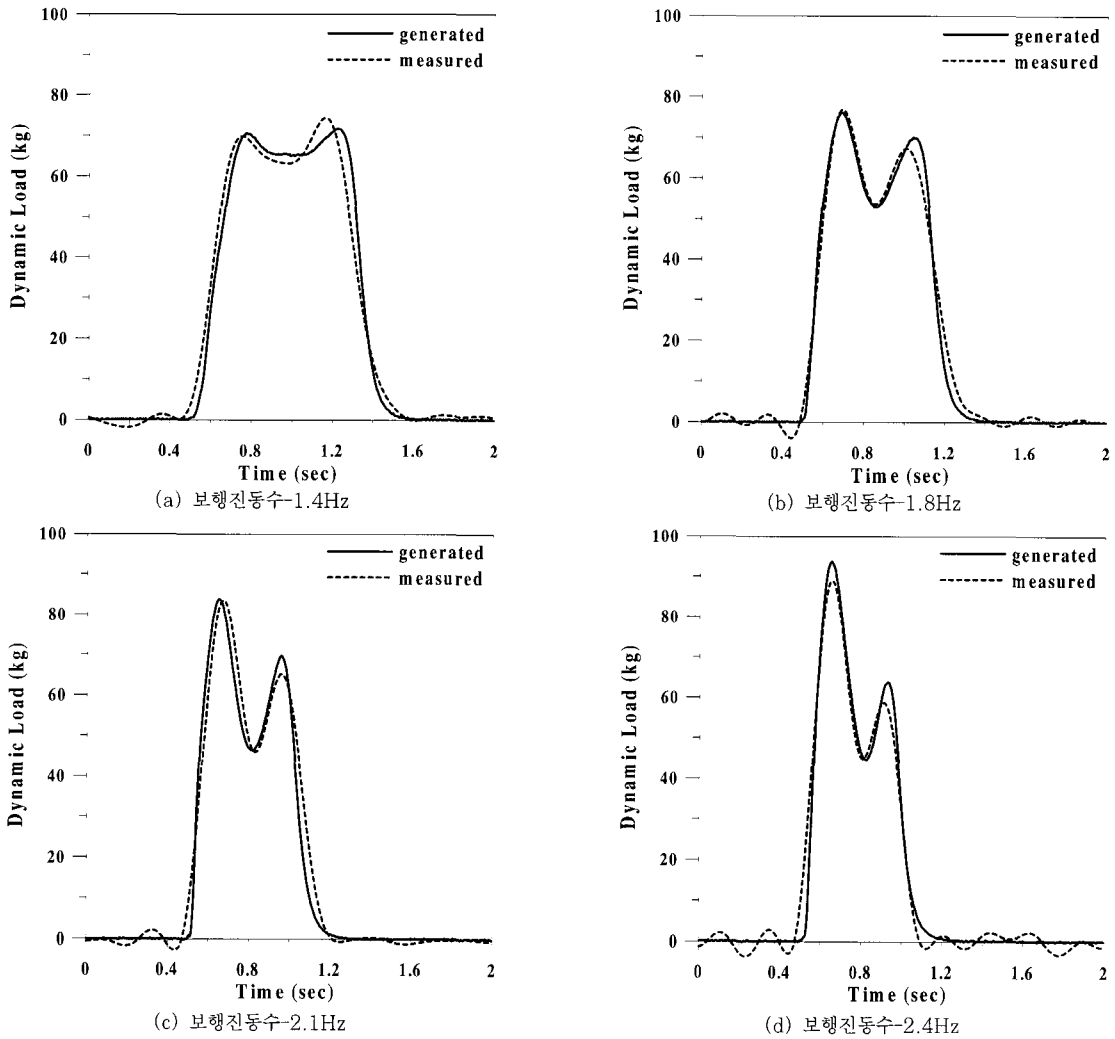 100
80
60
40
20
0
Dynamic Load (kg)
generated
measured
0 0.4 0.8 1.2 1.6 2
Time (sec)
(a) 보행진동수-1.4Hz
100
80
60
40
20
0
Dynamic Load (kg)
generated
measured
0 0.4 0.8 1.2 1.6 2
Time (sec)
(b) 보행진동수-1.8Hz
100
80
60
40
20
0
Dynamic Load (kg)
generated
measured
0 0.4 0.8 1.2 1.6 2
Time (sec)
(c) 보행진동수-2.1Hz
100
80
60
40
20
0
Dynamic Load (kg)
generated
measured
0 0.4 0.8 1.2 1.6 2
Time (sec)
(d) 보행진동수-2.4Hz